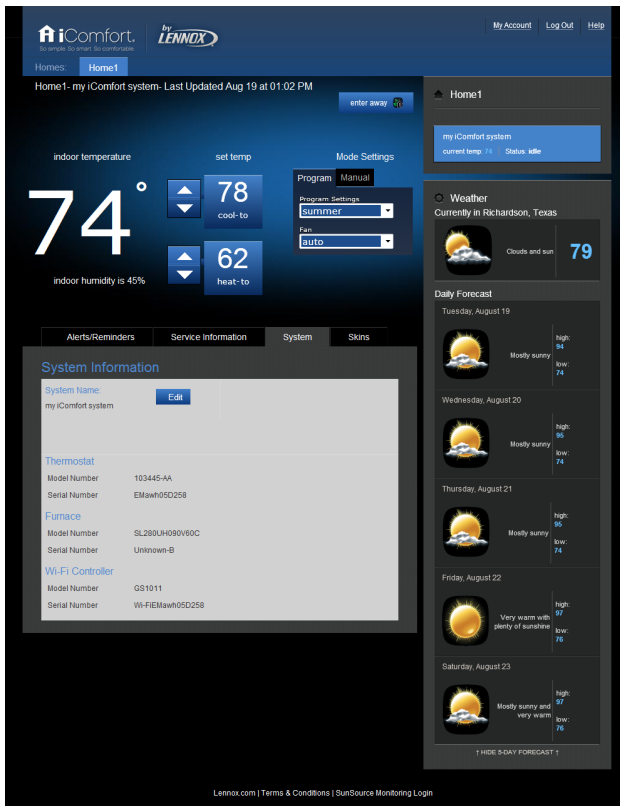 iComfort.
So simple. So smart. So comfortable.
by
LENNOX
My Account Log Out Help
Homes: Home1
Home1- my iComfort system- Last Updated Aug 19 at 01:02 PM
enter away
indoor temperature
74°
indoor humidity is 45%
set temp
78
cool-to
62
heat-to
Mode Settings
Program Manual
Program Settings
summer
Fan
auto
Alerts/Reminders Service Information System Skins
System Information
System Name:
my iComfort system
Edit
Thermostat
Model Number 103445-AA
Serial Number EMawh05D258
Furnace
Model Number SL280UH090V60C
Serial Number Unknown-B
Wi-Fi Controller
Model Number GS1011
Serial Number Wi-FiEMawh05D258
Home1
my iComfort system
current temp: 74 Status: idle
Weather
Currently in Richardson, Texas
Clouds and sun 79
Daily Forecast
Tuesday, August 19
Mostly sunny
high:
94
low:
74
Wednesday, August 20
Mostly sunny
high:
95
low:
74
Thursday, August 21
Mostly sunny
high:
95
low:
74
Friday, August 22
Very warm with
plenty of sunshine
high:
97
low:
76
Saturday, August 23
Mostly sunny and
very warm
high:
97
low:
76
↑ HIDE 5-DAY FORECAST ↑
Lennox.com | Terms & Conditions | SunSource Monitoring Login